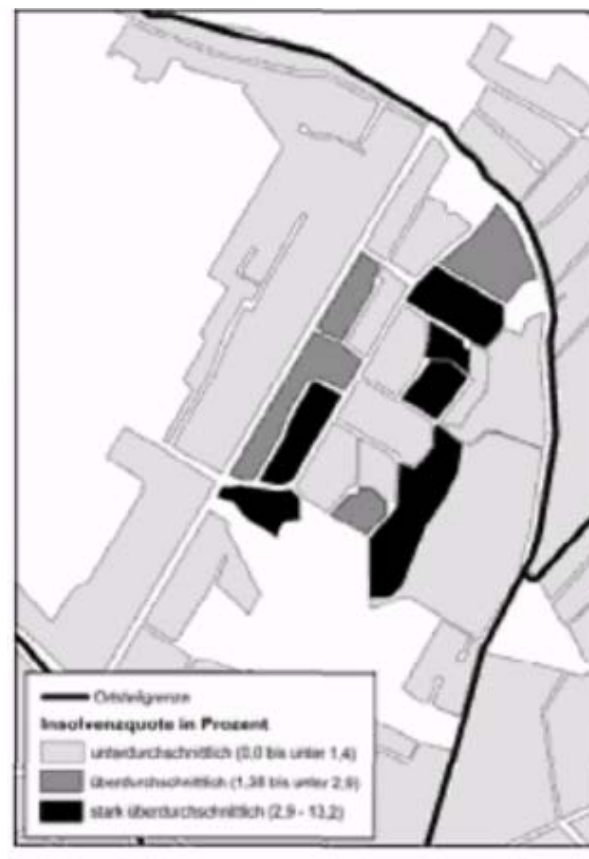 Ortsteilgrenze
Insolvenzquote in Prozent
unterdurchschnittlich (0,0 bis unter 1,4)
überdurchschnittlich (1,38 bis unter 2,9)
stark überdurchschnittlich (2,9 - 13,2)